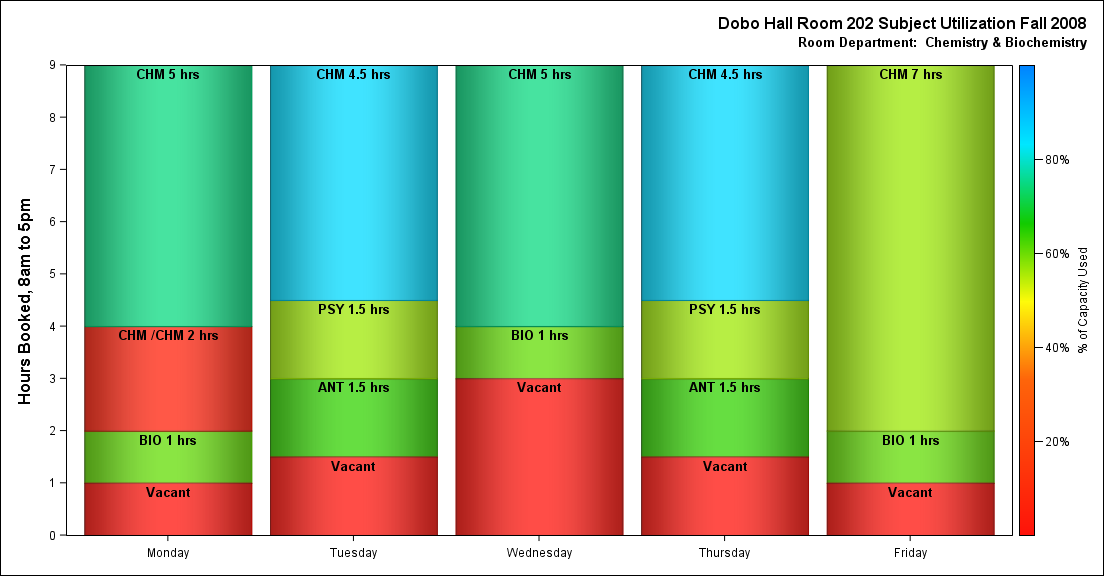 Dobo Hall Room 202 Subject Utilization Fall 2008
Room Department:  Chemistry & Biochemistry
Hours Booked, 8am to 5pm
9
8
7
6
5
4
3
2
1
0
CHM 5 hrs
CHM /CHM 2 hrs
BIO 1 hrs
Vacant
CHM 4.5 hrs
PSY 1.5 hrs
ANT 1.5 hrs
Vacant
CHM 5 hrs
BIO 1 hrs
Vacant
CHM 4.5 hrs
PSY 1.5 hrs
ANT 1.5 hrs
Vacant
CHM 7 hrs
BIO 1 hrs
Vacant
Monday
Tuesday
Wednesday
Thursday
Friday
80%
60%
40%
20%
% of Capacity Used